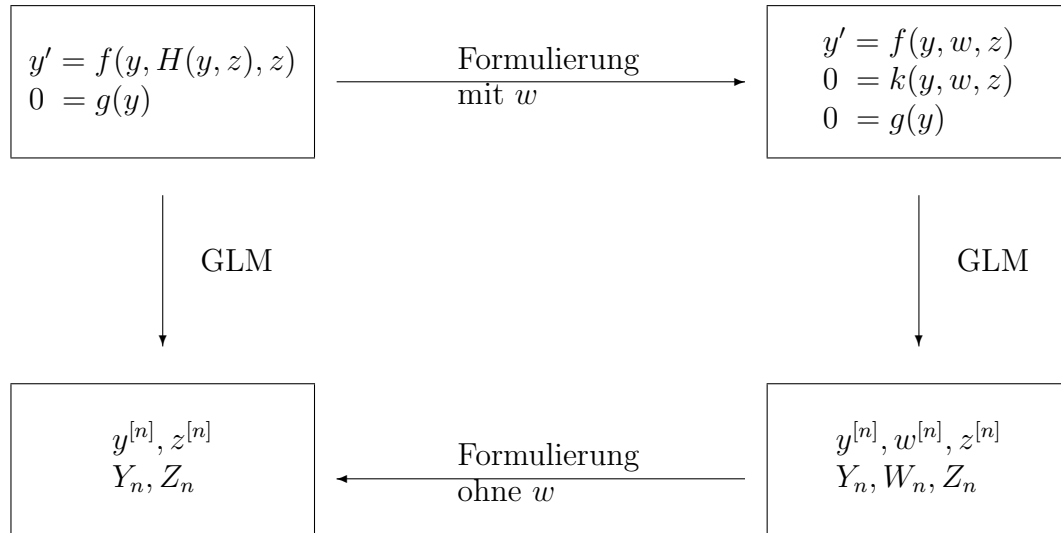 y' = f(y, H(y, z), z)
0 = g(y)
Formulierung
mit w
y' = f(y, w, z)
0 = k(y, w, z)
0 = g(y)
GLM
GLM
y^{[n]}, z^{[n]}
Y_n, Z_n
Formulierung
ohne w
y^{[n]}, w^{[n]}, z^{[n]}
Y_n, W_n, Z_n